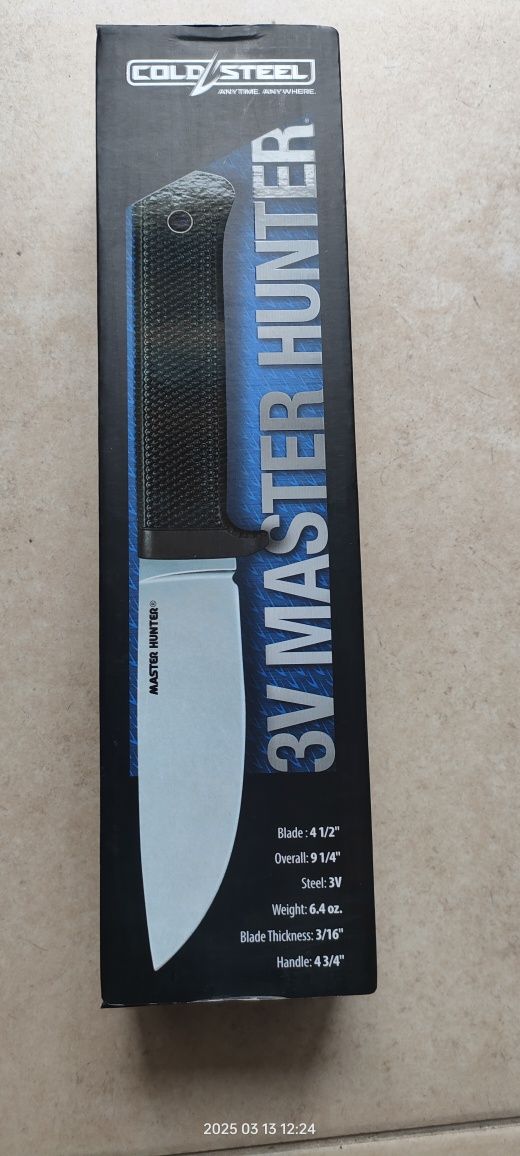 COLD STEEL
ANYTIME. ANYWHERE.
3V MASTER HUNTER®
MASTER HUNTER®
Blade : 4 1/2"
Overall: 9 1/4"
Steel: 3V
Weight: 6.4 oz.
Blade Thickness: 3/16"
Handle: 4 3/4"
2025 03 13 12:24